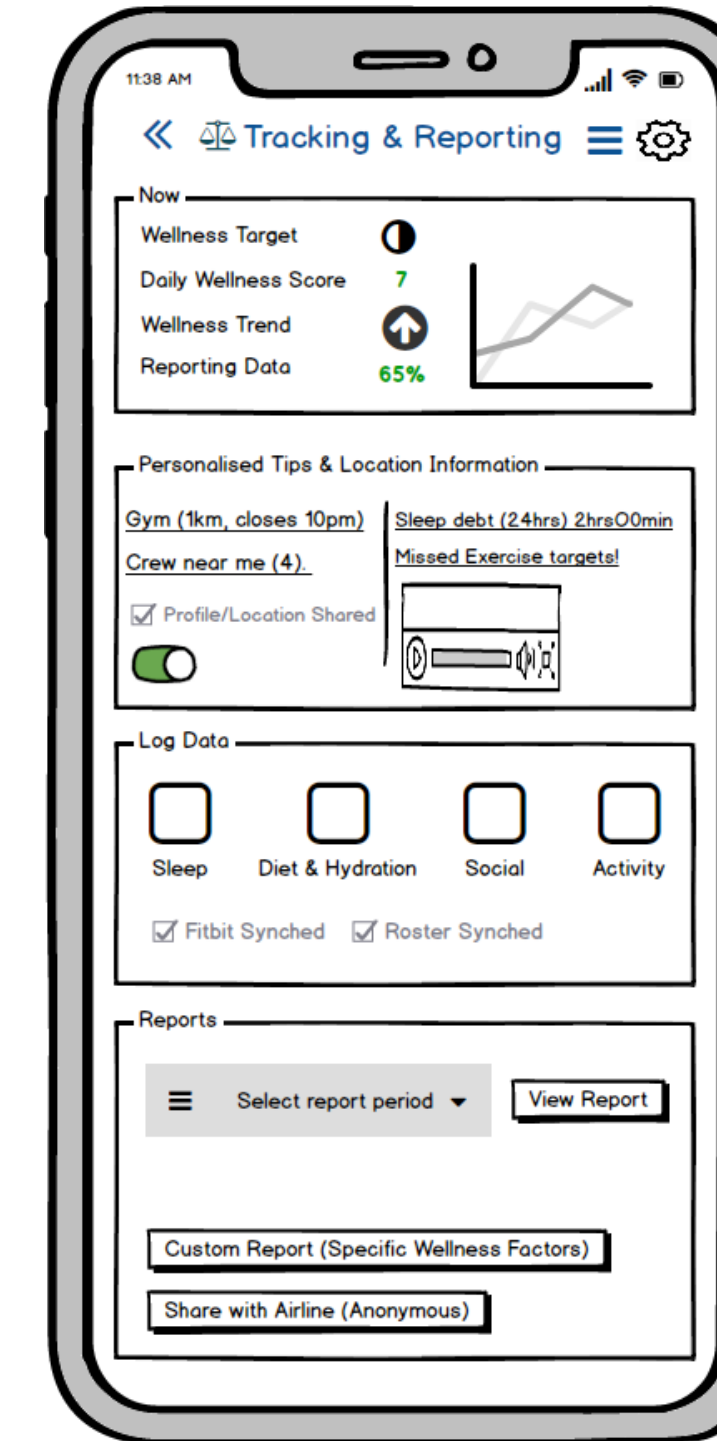 11:38 AM
Tracking & Reporting
Now
Wellness Target
Daily Wellness Score 7
Wellness Trend
Reporting Data 65%
Personalised Tips & Location Information
Gym (1km, closes 10pm)
Crew near me (4).
Profile/Location Shared
Sleep debt (24hrs) 2hrsO0min
Missed Exercise targets!
Log Data
Sleep Diet & Hydration Social Activity
Fitbit Synched Roster Synched
Reports
Select report period View Report
Custom Report (Specific Wellness Factors)
Share with Airline (Anonymous)